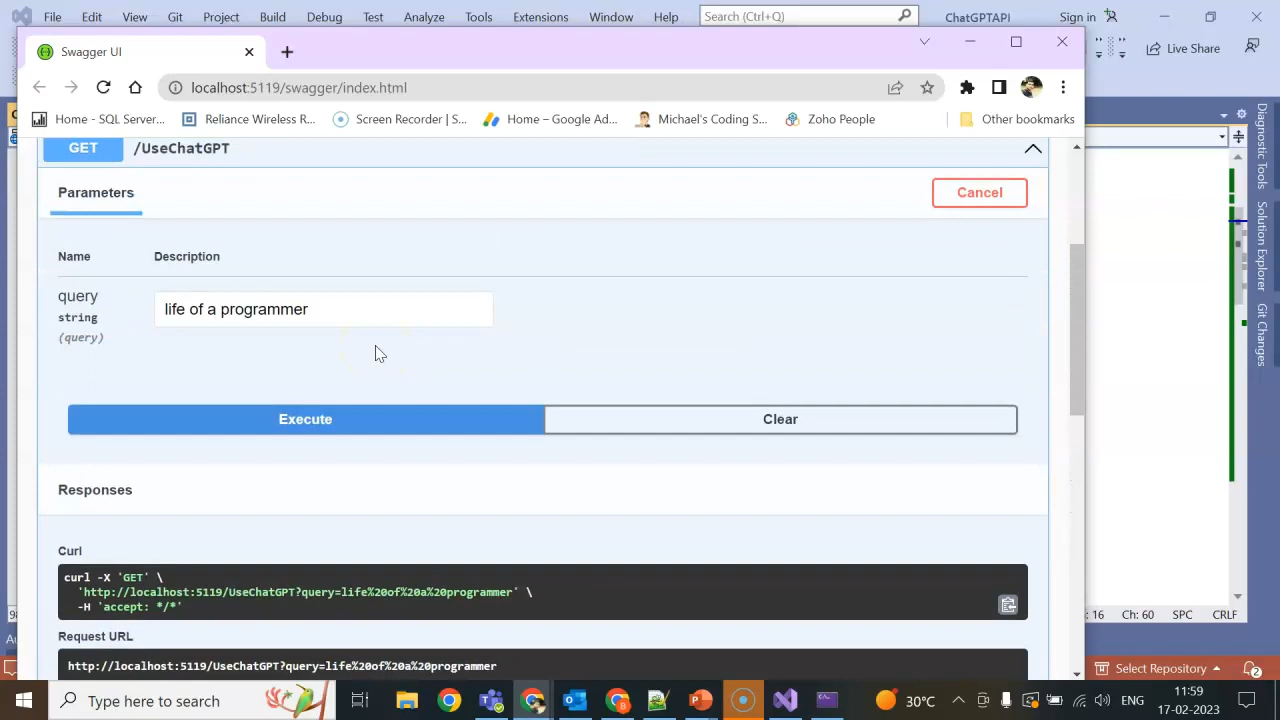 File Edit View Git Project Build Debug Test Analyze Tools Extensions Window Help Search (Ctrl+Q) ChatGPTAPI Sign in
Swagger UI
Live Share
localhost:5119/swagger/index.html
Home - SQL Server... Reliance Wireless R... Screen Recorder | S... Home – Google Ad... Michael's Coding S... Zoho People Other bookmarks
GET /UseChatGPT
Parameters
Cancel
Name Description
query
life of a programmer
string
(query)
Execute Clear
Responses
Curl
curl -X 'GET' \
'http://localhost:5119/UseChatGPT?query=life%20of%20a%20programmer' \
-H 'accept: */*'
Request URL
http://localhost:5119/UseChatGPT?query=life%20of%20a%20programmer
Diagnostic Tools
Solution Explorer
Git Changes
: 16 Ch: 60 SPC CRLF
Select Repository 2
Type here to search
30°C
ENG
11:59
17-02-2023